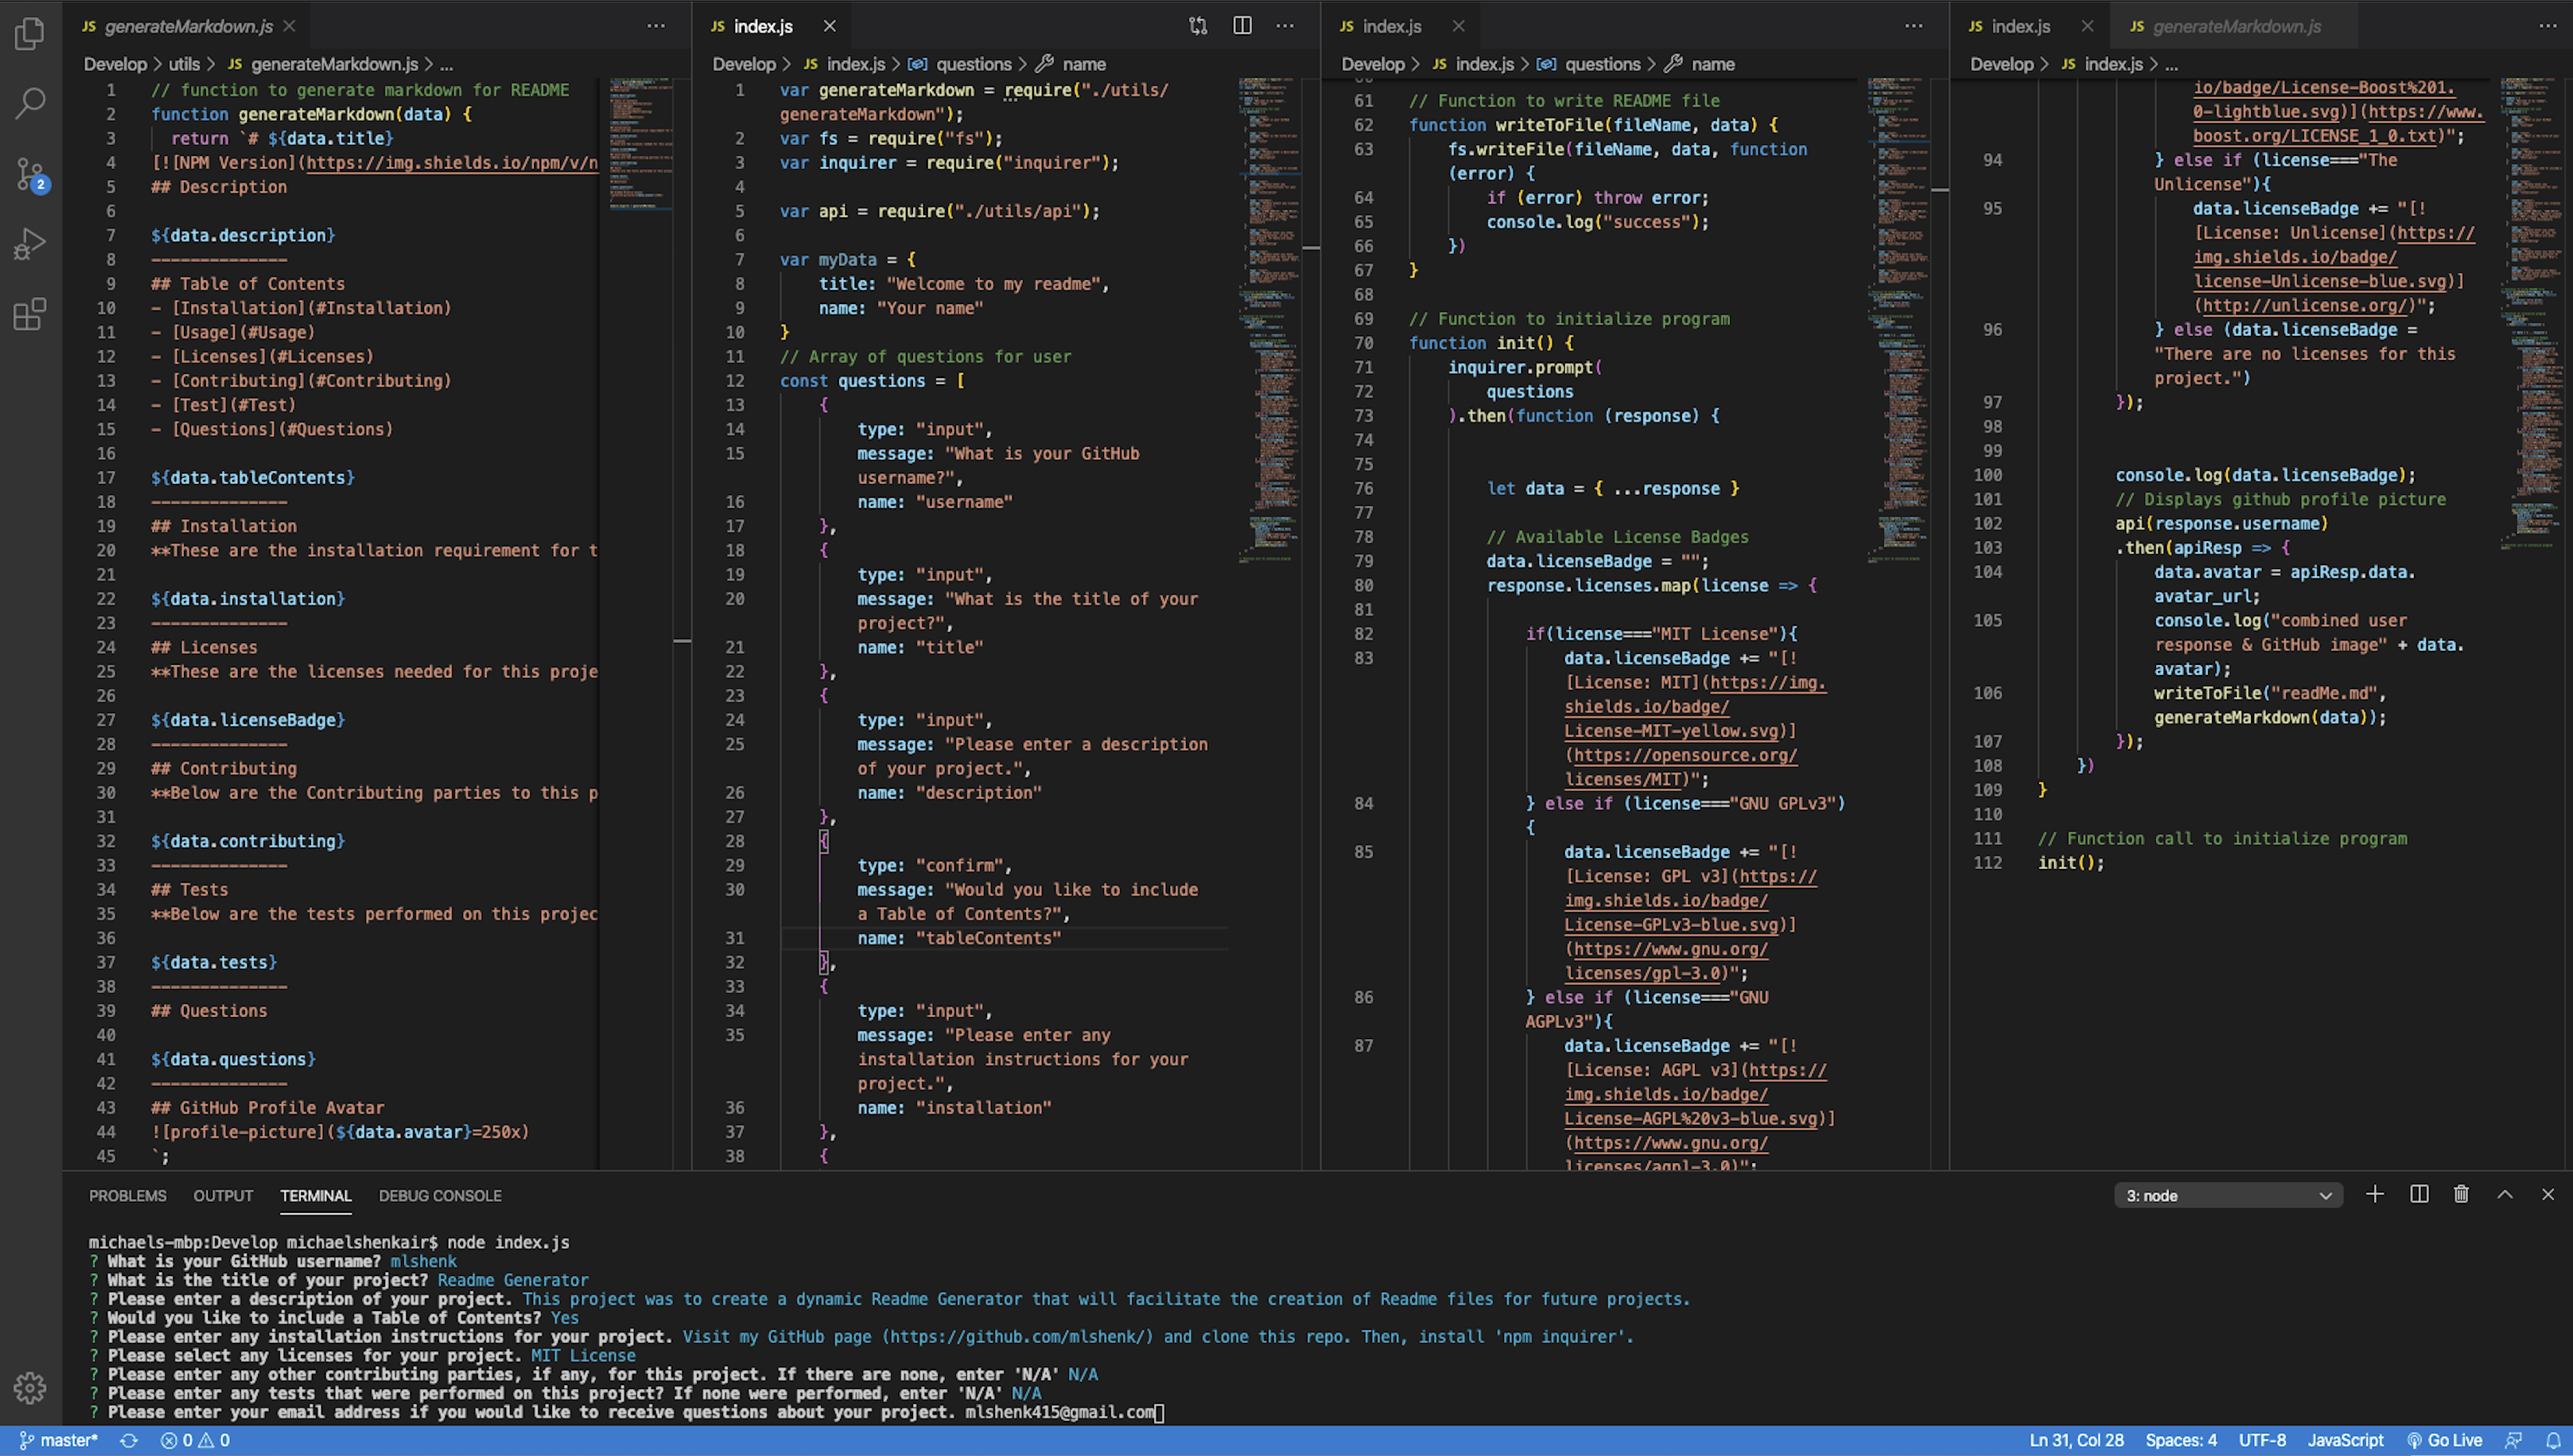 JS generateMarkdown.js
Develop > utils > JS generateMarkdown.js > ...
1 // function to generate markdown for README
2 function generateMarkdown(data) {
3 return `# ${data.title}
4 [![NPM Version](https://img.shields.io/npm/v/n
5 ## Description
6
7 ${data.description}
8 --------------
9 ## Table of Contents
10 - [Installation](#Installation)
11 - [Usage](#Usage)
12 - [Licenses](#Licenses)
13 - [Contributing](#Contributing)
14 - [Test](#Test)
15 - [Questions](#Questions)
16
17 ${data.tableContents}
18 --------------
19 ## Installation
20 **These are the installation requirement for t
21
22 ${data.installation}
23 --------------
24 ## Licenses
25 **These are the licenses needed for this proje
26
27 ${data.licenseBadge}
28 --------------
29 ## Contributing
30 **Below are the Contributing parties to this p
31
32 ${data.contributing}
33 --------------
34 ## Tests
35 **Below are the tests performed on this projec
36
37 ${data.tests}
38 --------------
39 ## Questions
40
41 ${data.questions}
42 --------------
43 ## GitHub Profile Avatar
44 ![profile-picture](${data.avatar}=250x)
45 `;
JS index.js
Develop > JS index.js > questions > name
1 var generateMarkdown = require("./utils/
generateMarkdown");
2 var fs = require("fs");
3 var inquirer = require("inquirer");
4
5 var api = require("./utils/api");
6
7 var myData = {
8 title: "Welcome to my readme",
9 name: "Your name"
10 }
11 // Array of questions for user
12 const questions = [
13 {
14 type: "input",
15 message: "What is your GitHub
username?",
16 name: "username"
17 },
18 {
19 type: "input",
20 message: "What is the title of your
project?",
21 name: "title"
22 },
23 {
24 type: "input",
25 message: "Please enter a description
of your project.",
26 name: "description"
27 },
28 {
29 type: "confirm",
30 message: "Would you like to include
a Table of Contents?",
31 name: "tableContents"
32 },
33 {
34 type: "input",
35 message: "Please enter any
installation instructions for your
project.",
36 name: "installation"
37 },
38 {
JS index.js
Develop > JS index.js > questions > name
61 // Function to write README file
62 function writeToFile(fileName, data) {
63 fs.writeFile(fileName, data, function
(error) {
64 if (error) throw error;
65 console.log("success");
66 })
67 }
68
69 // Function to initialize program
70 function init() {
71 inquirer.prompt(
72 questions
73 ).then(function (response) {
74
75
76 let data = { ...response }
77
78 // Available License Badges
79 data.licenseBadge = "";
80 response.licenses.map(license => {
81
82 if(license==="MIT License"){
83 data.licenseBadge += "[!
[License: MIT](https://img.
shields.io/badge/
License-MIT-yellow.svg)]
(https://opensource.org/
licenses/MIT)";
84 } else if (license==="GNU GPLv3")
{
85 data.licenseBadge += "[!
[License: GPL v3](https://
img.shields.io/badge/
License-GPLv3-blue.svg)]
(https://www.gnu.org/
licenses/gpl-3.0)";
86 } else if (license==="GNU
AGPLv3"){
87 data.licenseBadge += "[!
[License: AGPL v3](https://
img.shields.io/badge/
License-AGPL%20v3-blue.svg)]
(https://www.gnu.org/
licenses/agpl-3.0)";
JS index.js JS generateMarkdown.js
Develop > JS index.js > ...
io/badge/License-Boost%201.
0-lightblue.svg)](https://www.
boost.org/LICENSE_1_0.txt)";
94 } else if (license==="The
Unlicense"){
95 data.licenseBadge += "[!
[License: Unlicense](https://
img.shields.io/badge/
license-Unlicense-blue.svg)]
(http://unlicense.org/)";
96 } else (data.licenseBadge =
"There are no licenses for this
project.")
97 });
98
99
100 console.log(data.licenseBadge);
101 // Displays github profile picture
102 api(response.username)
103 .then(apiResp => {
104 data.avatar = apiResp.data.
avatar_url;
105 console.log("combined user
response & GitHub image" + data.
avatar);
106 writeToFile("readMe.md",
generateMarkdown(data));
107 });
108 })
109 }
110
111 // Function call to initialize program
112 init();
2
PROBLEMS OUTPUT TERMINAL DEBUG CONSOLE
3: node
michaels-mbp:Develop michaelshenkair$ node index.js
? What is your GitHub username? mlshenk
? What is the title of your project? Readme Generator
? Please enter a description of your project. This project was to create a dynamic Readme Generator that will facilitate the creation of Readme files for future projects.
? Would you like to include a Table of Contents? Yes
? Please enter any installation instructions for your project. Visit my GitHub page (https://github.com/mlshenk/) and clone this repo. Then, install 'npm inquirer'.
? Please select any licenses for your project. MIT License
? Please enter any other contributing parties, if any, for this project. If there are none, enter 'N/A' N/A
? Please enter any tests that were performed on this project? If none were performed, enter 'N/A' N/A
? Please enter your email address if you would like to receive questions about your project. mlshenk415@gmail.com
master* 0 0 Ln 31, Col 28 Spaces: 4 UTF-8 JavaScript Go Live